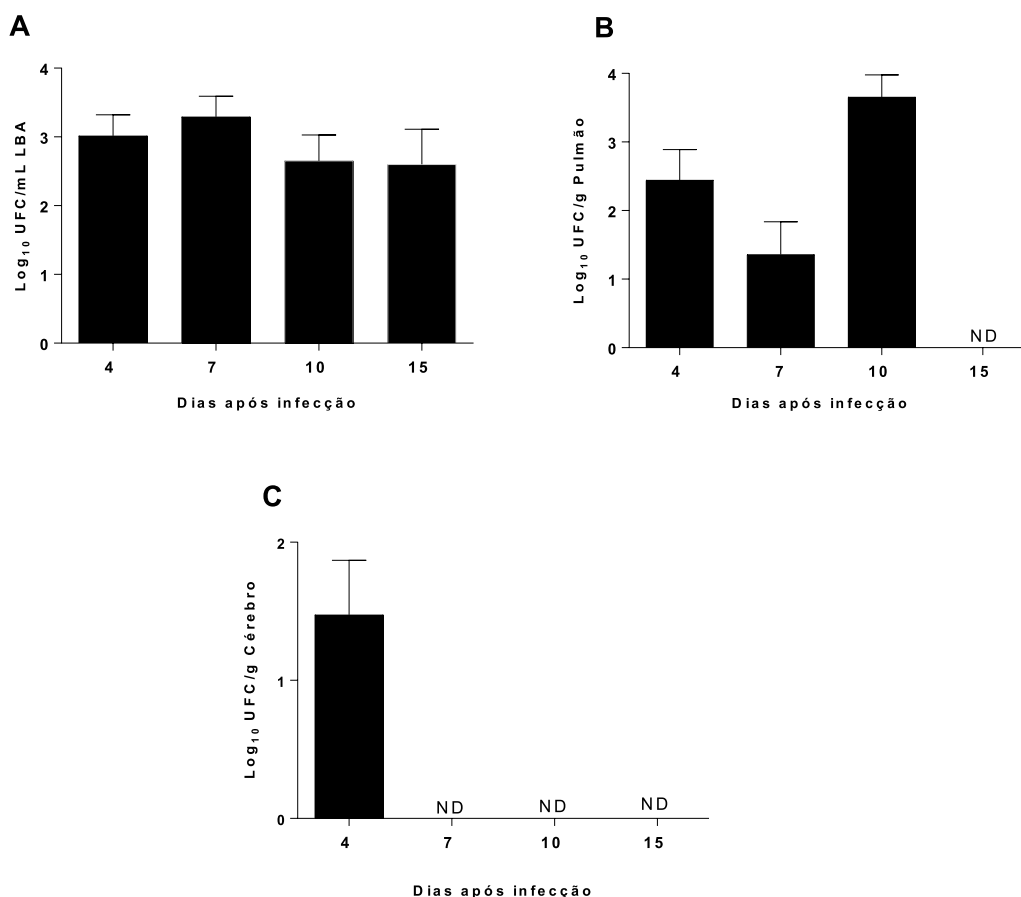 A
Log10 UFC/mL LBA
4
3
2
1
0
4 7 10 15
Dias após infecção
B
Log10 UFC/g Pulmão
4
3
2
1
0
ND
4 7 10 15
Dias após infecção
C
Log10 UFC/g Cérebro
2
1
0
ND ND ND
4 7 10 15
Dias após infecção